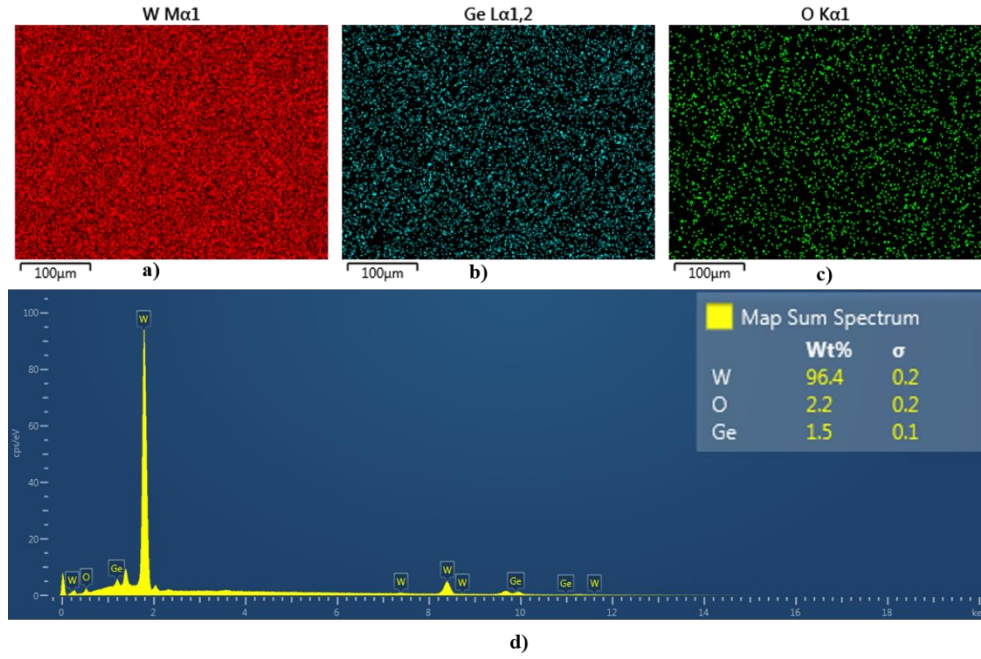 W Mα1
Ge Lα1,2
O Kα1
100μm
a)
100μm
b)
100μm
c)
Map Sum Spectrum
Wt% σ
W 96.4 0.2
O 2.2 0.2
Ge 1.5 0.1
cps/eV
100
80
60
40
20
0
W
W
O
Ge
W
W
W
Ge
Ge
W
0 2 4 6 8 10 12 14 16 18 ke
d)